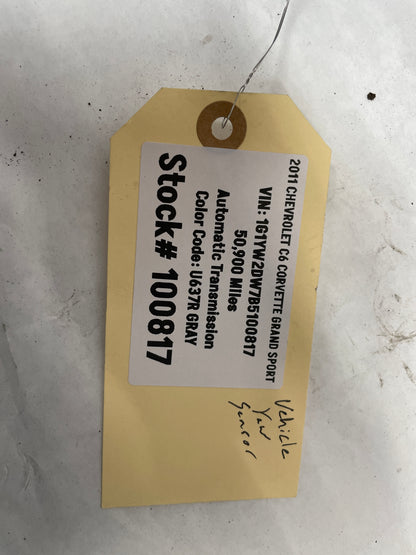 2011 CHEVROLET C6 CORVETTE GRAND SPORT
VIN: 1G1YW2DW7B5100817
50,900 Miles
Automatic Transmission
Color Code: U637R GRAY
Stock# 100817
Vehicle
Yaw
Sensor